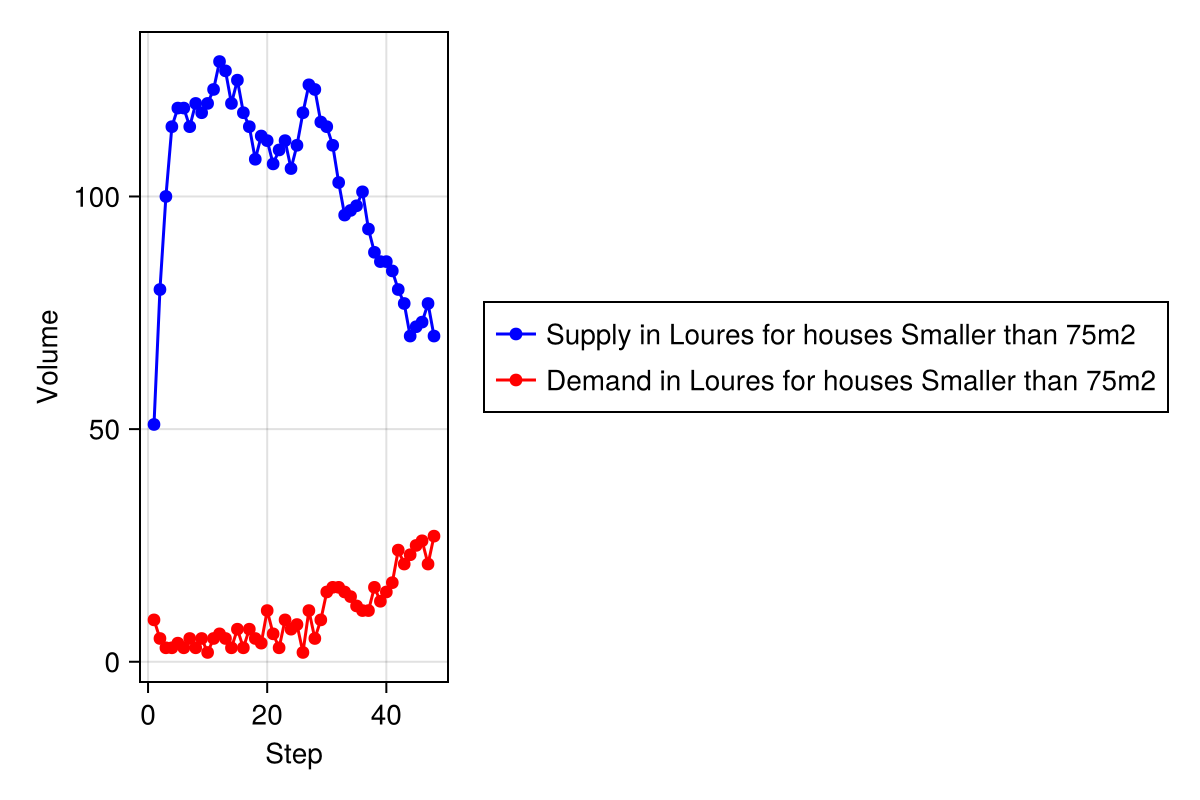 Volume
100
50
0
0 20 40
Step
Supply in Loures for houses Smaller than 75m2
Demand in Loures for houses Smaller than 75m2